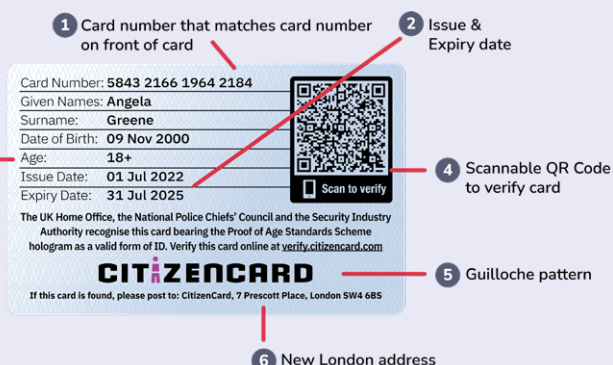 1 Card number that matches card number
on front of card
2 Issue &
Expiry date
Card Number: 5843 2166 1964 2184
Given Names: Angela
Surname: Greene
Date of Birth: 09 Nov 2000
Age: 18+
Issue Date: 01 Jul 2022
Expiry Date: 31 Jul 2025
Scan to verify
4 Scannable QR Code
to verify card
The UK Home Office, the National Police Chiefs' Council and the Security Industry
Authority recognise this card bearing the Proof of Age Standards Scheme
hologram as a valid form of ID. Verify this card online at verify.citizencard.com
CITIZENCARD
5 Guilloche pattern
If this card is found, please post to: CitizenCard, 7 Prescott Place, London SW4 6BS
6 New London address